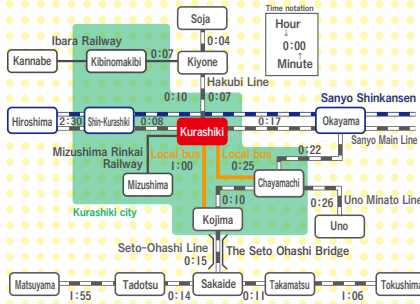 Time notation
Hour
↓
0:00
↑
Minute
Soja
0:04
Ibara Railway
Kannabe
Kibinomakibi
0:07
Kiyone
Hakubi Line
0:10
0:07
Sanyo Shinkansen
Hiroshima
2:30
Shin-Kurashiki
0:08
Kurashiki
0:17
Okayama
Sanyo Main Line
Mizushima Rinkai
Railway
Local bus
1:00
Local bus
0:25
0:22
Mizushima
Chayamachi
0:10
Uno Minato Line
0:26
Kurashiki city
Kojima
Uno
Seto-Ohashi Line
0:15
The Seto Ohashi Bridge
Matsuyama
Tadotsu
Sakaide
Takamatsu
Tokushima
1:55
0:14
0:11
1:06